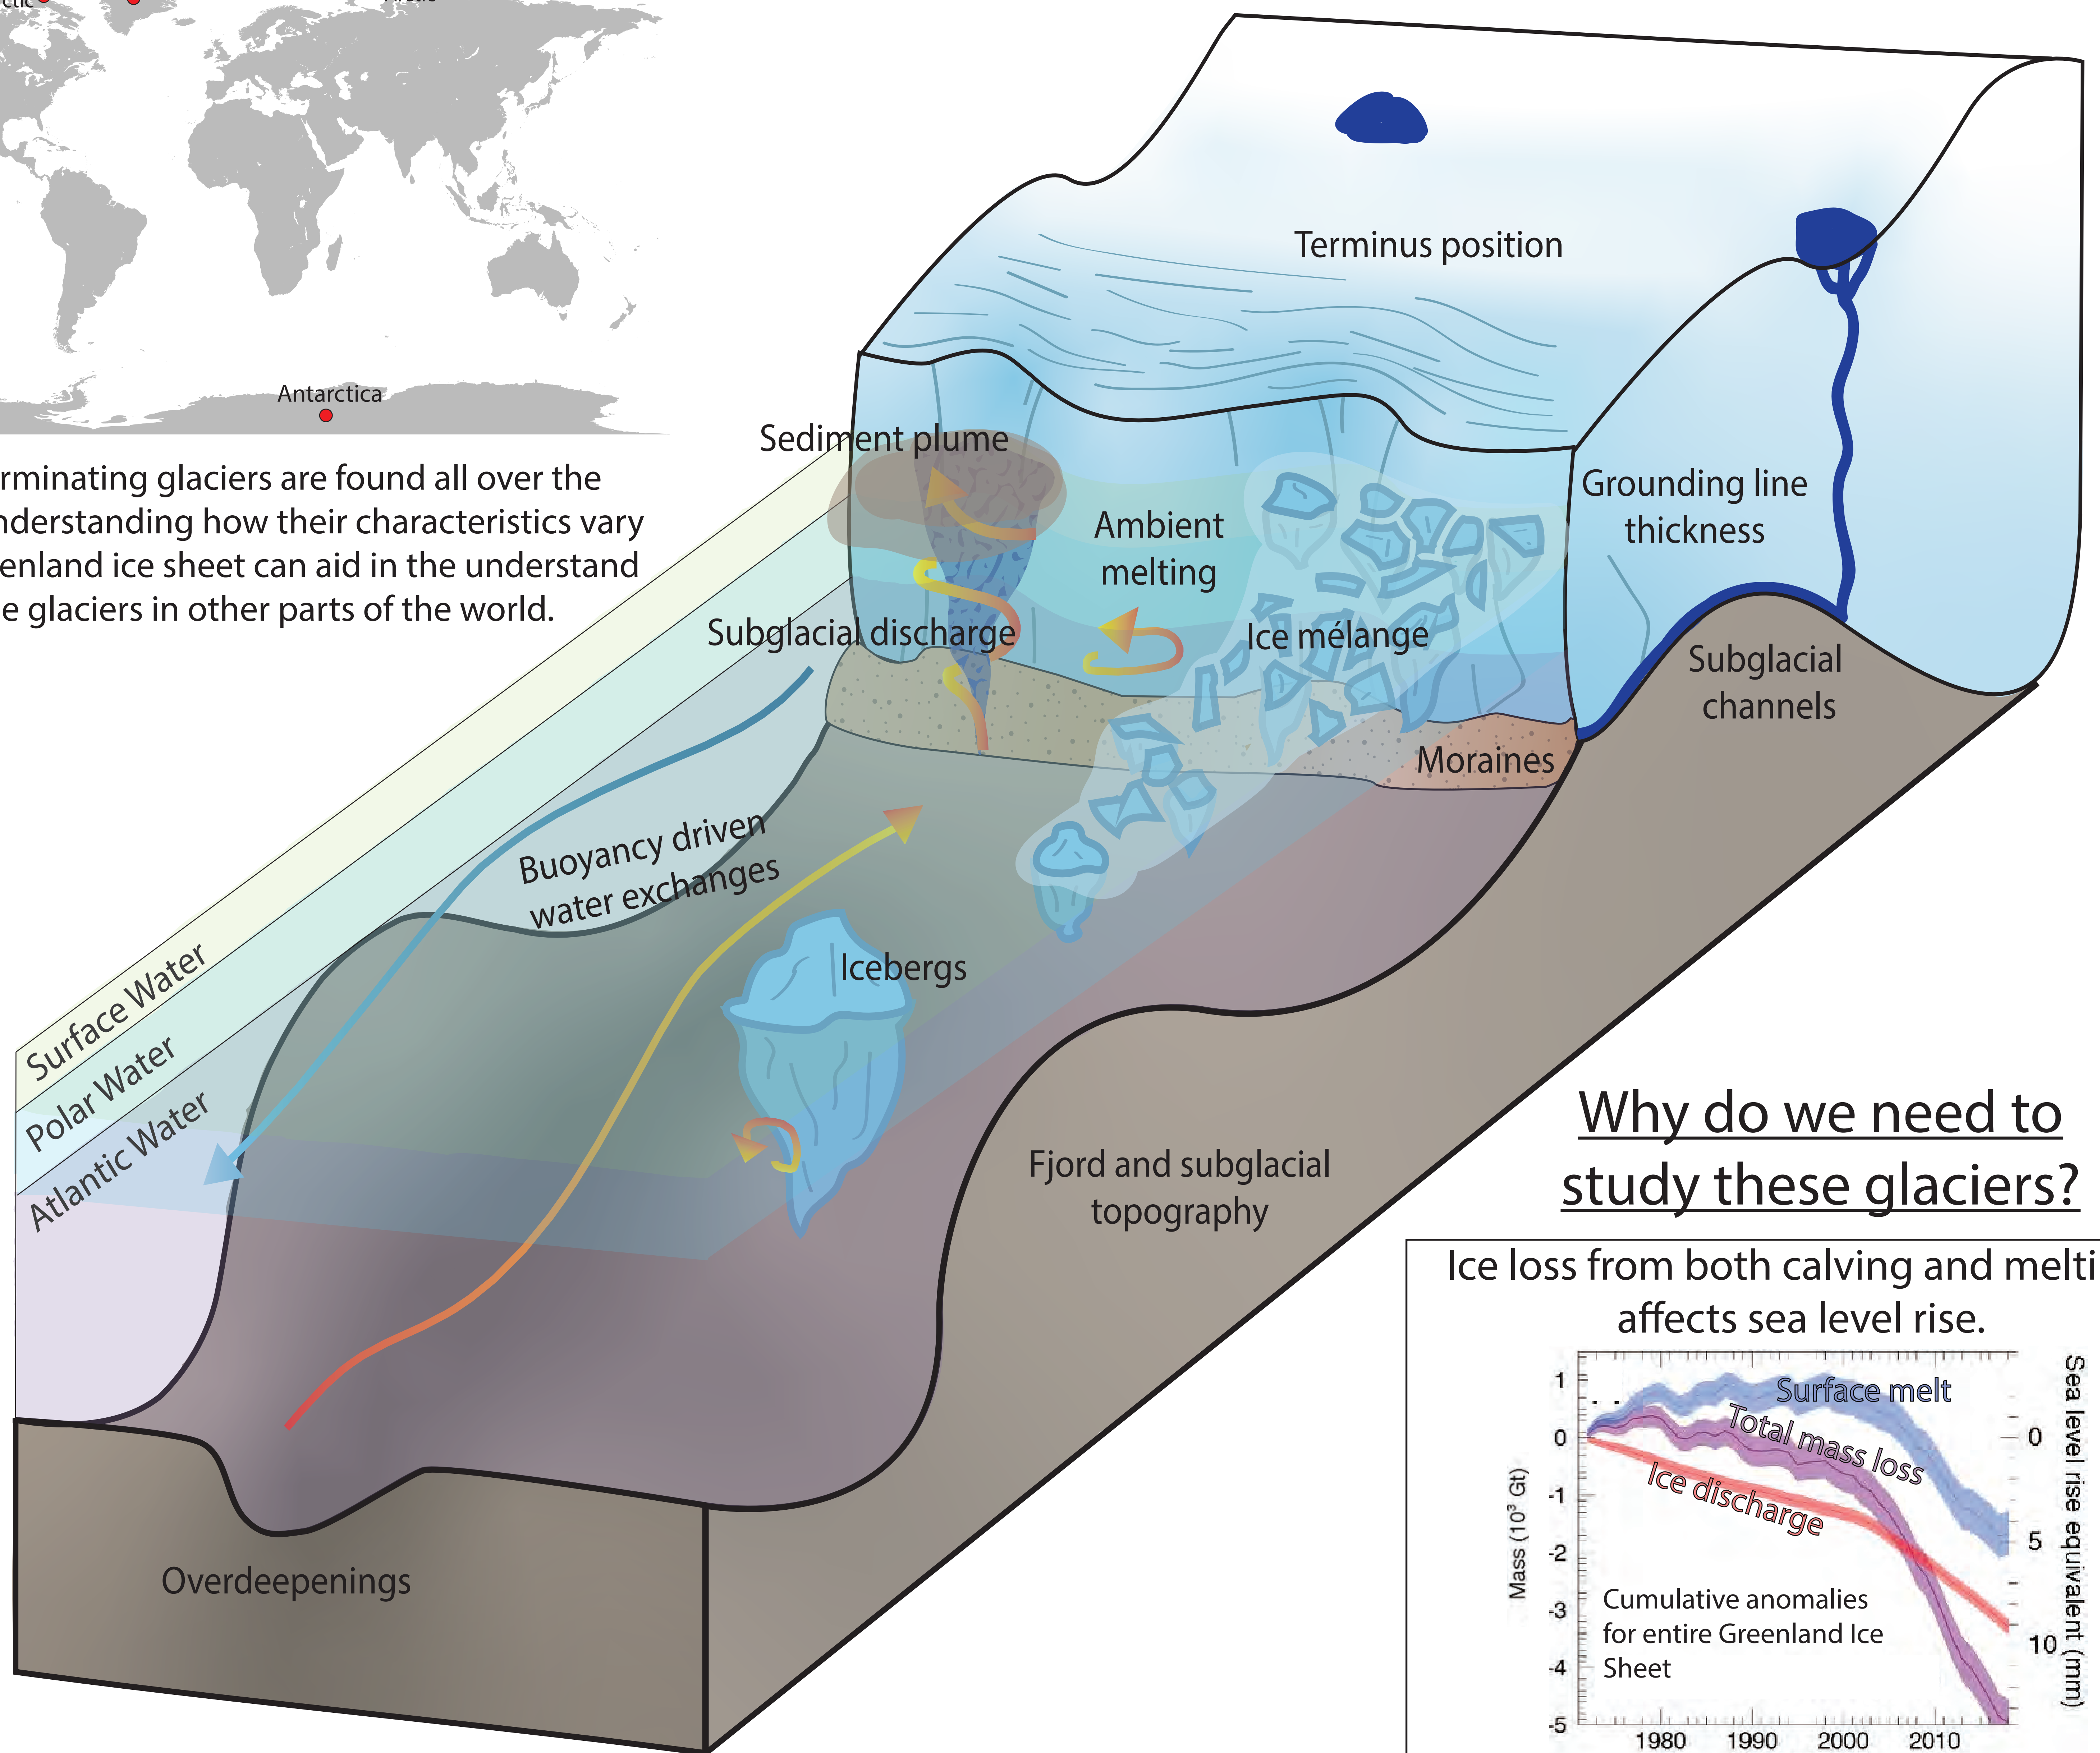 Antarctica
rminating glaciers are found all over the
nderstanding how their characteristics vary
enland ice sheet can aid in the understand
e glaciers in other parts of the world.
Terminus position
Sediment plume
Grounding line
thickness
Ambient
melting
Subglacial discharge
Ice mélange
Subglacial
channels
Moraines
Buoyancy driven
water exchanges
Icebergs
Surface Water
Polar Water
Atlantic Water
Fjord and subglacial
topography
Overdeepenings
Why do we need to
study these glaciers?
Ice loss from both calving and melti
affects sea level rise.
Surface melt
Total mass loss
Ice discharge
Cumulative anomalies
for entire Greenland Ice
Sheet
Mass (10³ Gt)
1
0
-1
-2
-3
-4
-5
1980 1990 2000 2010
0
5
10
Sea level rise equivalent (mm)